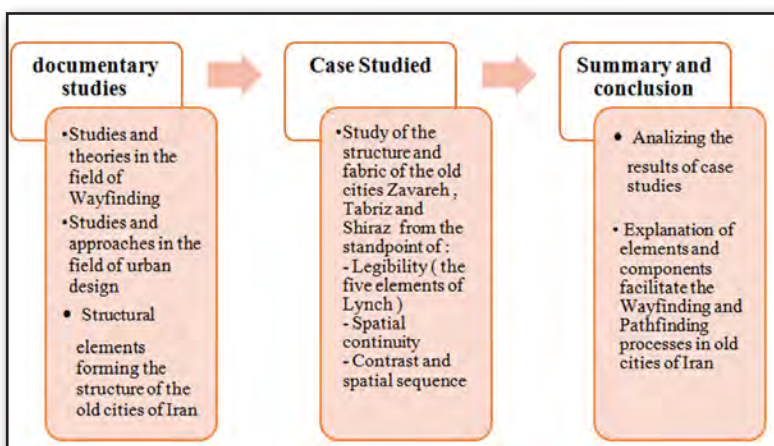 documentary
studies
•Studies and
theories in the
field of
Wayfinding
•Studies and
approaches in the
field of urban
design
• Structural
elements
forming the
structure of the
old cities of Iran
Case Studied
•Study of the
structure and
fabric of the old
cities Zavareh ,
Tabriz and
Shiraz from the
standpoint of :
- Legibility ( the
five elements of
Lynch )
- Spatial
continuity
- Contrast and
spatial sequence
Summary and
conclusion
• Analizing the
results of case
studies
• Explanation of
elements and
components
facilitate the
Wayfinding and
Pathfinding
processes in old
cities of Iran